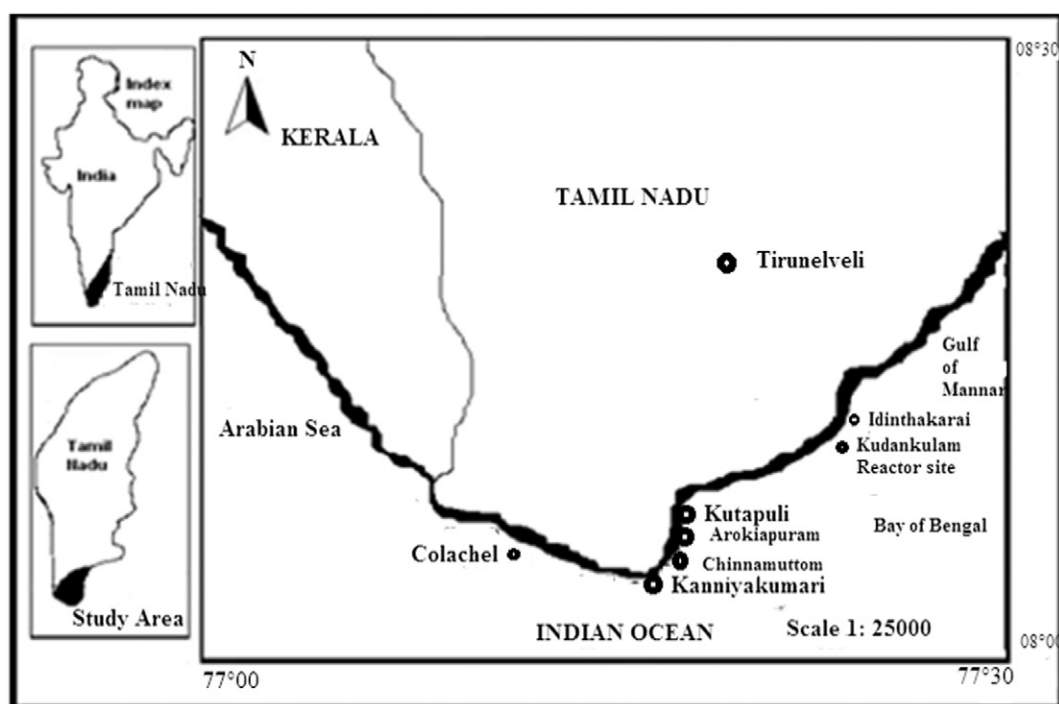 Index
map
India
Tamil Nadu
Tamil
Nadu
Study Area
N
KERALA
TAMIL NADU
Tirunelveli
Gulf
of
Mannar
Arabian Sea
Idinthakarai
Kudankulam
Reactor site
Kutapuli
Bay of Bengal
Arokiapuram
Colachel
Chinnamuttom
Kanniyakumari
INDIAN OCEAN
Scale 1: 25000
08°30
08°00
77°00
77°30